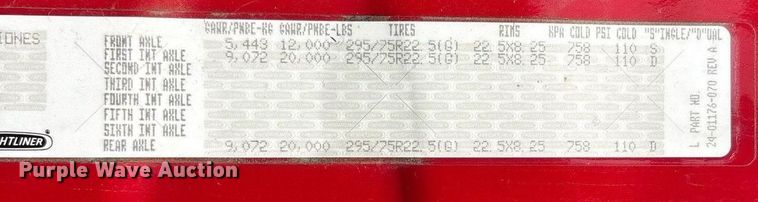 GAWR/PNBE-KG GAWR/PNBE-LBS TIRES RIMS KPA COLD PSI COLD "S"INGLE/"D"UAL
IONES
FRONT AXLE 5,443 12,000 295/75R22.5(G) 22.5X8.25 758 110 S
FIRST INT AXLE 9,072 20,000 295/75R22.5(G) 22.5X8.25 758 110 D
SECOND INT AXLE
THIRD INT AXLE
FOURTH INT AXLE
FIFTH INT AXLE
SIXTH INT AXLE
REAR AXLE 9,072 20,000 295/75R22.5(G) 22.5X8.25 758 110 D
L PART NO.
24-01176-070 REV A
HTLINER
Purple Wave Auction